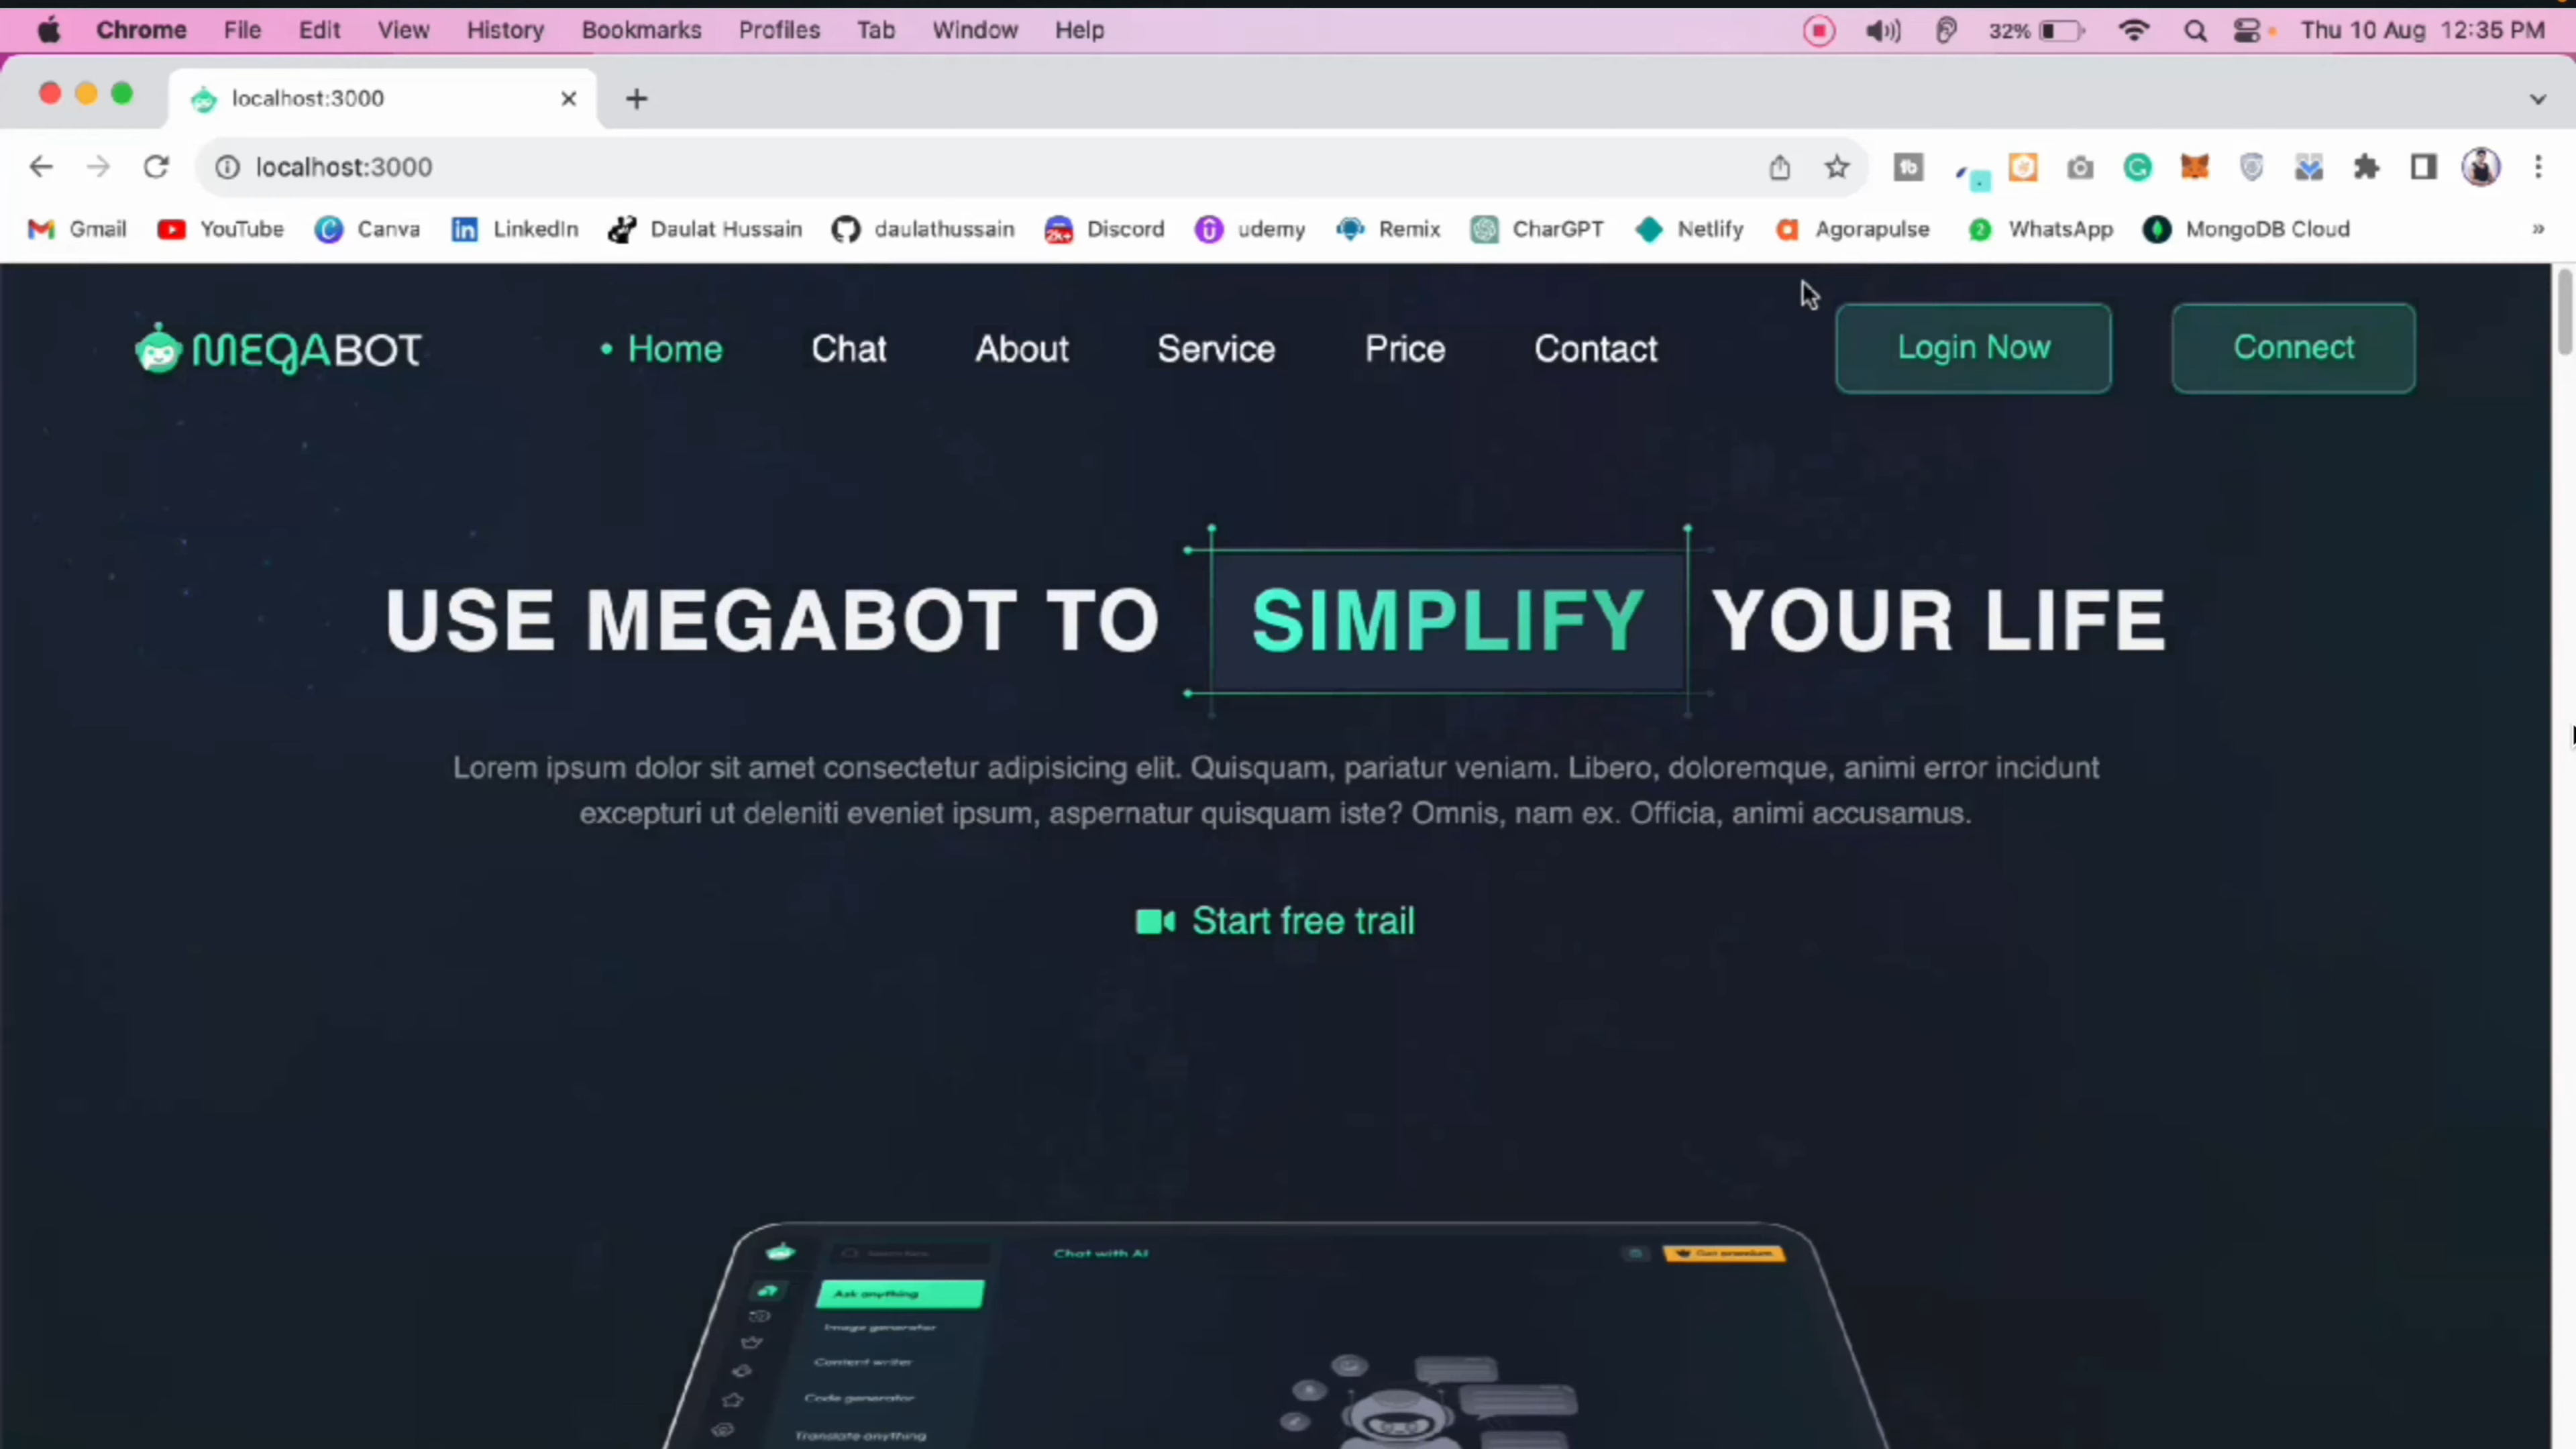 Chrome File Edit View History Bookmarks Profiles Tab Window Help 32% Thu 10 Aug 12:35 PM
localhost:3000
localhost:3000
Gmail YouTube Canva LinkedIn Daulat Hussain daulathussain Discord udemy Remix CharGPT Netlify Agorapulse WhatsApp MongoDB Cloud »
MEGABOT • Home Chat About Service Price Contact Login Now Connect
USE MEGABOT TO SIMPLIFY YOUR LIFE
Lorem ipsum dolor sit amet consectetur adipisicing elit. Quisquam, pariatur veniam. Libero, doloremque, animi error incidunt
excepturi ut deleniti eveniet ipsum, aspernatur quisquam iste? Omnis, nam ex. Officia, animi accusamus.
Start free trail
Chat with AI Get premium
Ask anything
Image generator
Content writer
Code generator
Translate anything